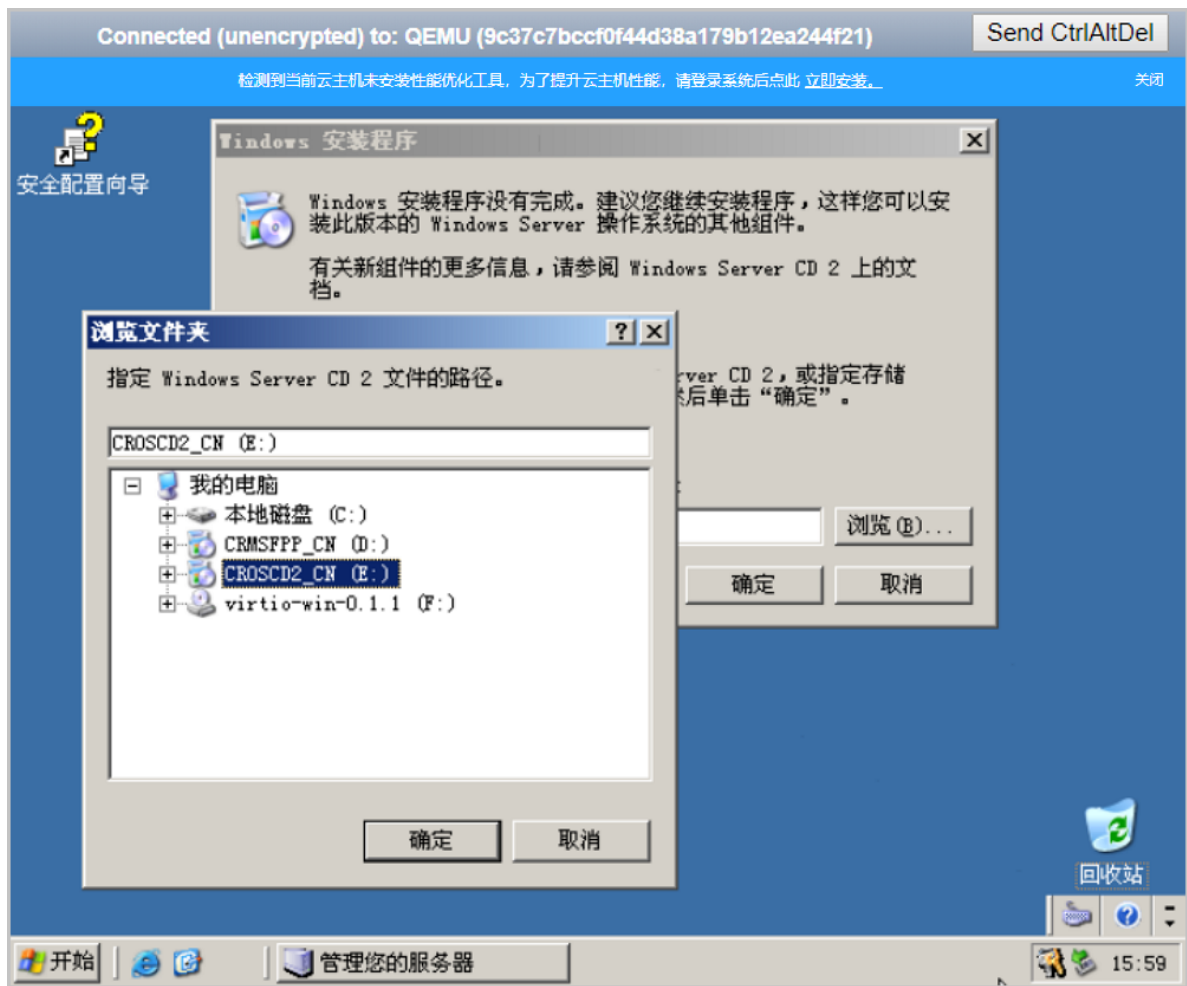 Connected (unencrypted) to: QEMU (9c37c7bccf0f44d38a179b12ea244f21)
Send CtrlAltDel
检测到当前云主机未安装性能优化工具，为了提升云主机性能，请登录系统后点此 立即安装。
关闭
安全配置向导
Windows 安装程序
Windows 安装程序没有完成。建议您继续安装程序，这样您可以安
装此版本的 Windows Server 操作系统的其他组件。
有关新组件的更多信息，请参阅 Windows Server CD 2 上的文
档。
rver CD 2，或指定存储
后单击“确定”。
浏览(B)...
确定
取消
浏览文件夹
指定 Windows Server CD 2 文件的路径。
CROSCD2_CN (E:)
我的电脑
本地磁盘 (C:)
CRMSFPP_CN (D:)
CROSCD2_CN (E:)
virtio-win-0.1.1 (F:)
确定
取消
回收站
开始
管理您的服务器
15:59